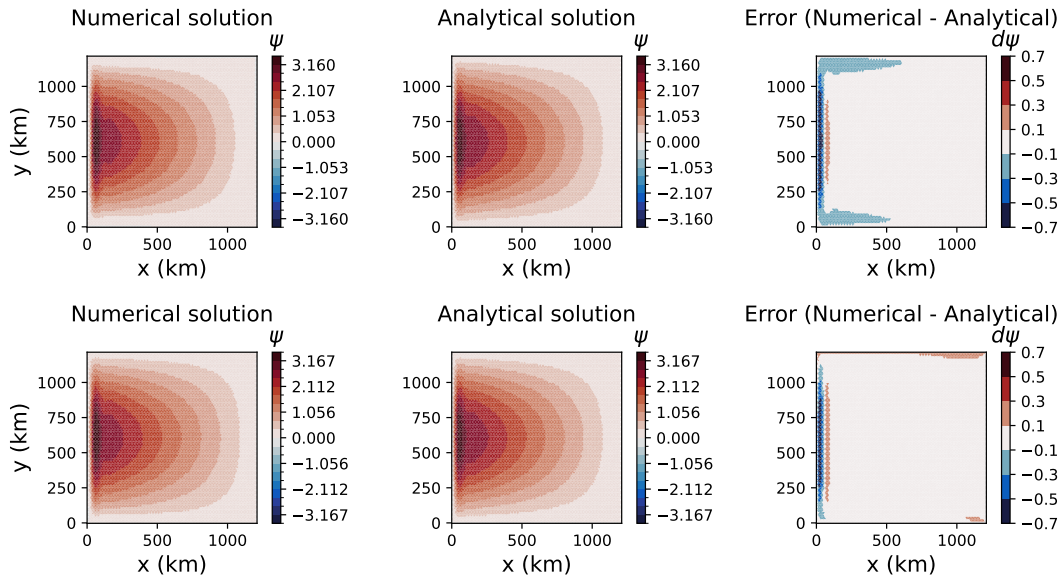 Numerical solution
Analytical solution
Error (Numerical - Analytical)
ψ
ψ
dψ
y (km)
1000
750
500
250
0
3.160
2.107
1.053
0.000
−1.053
−2.107
−3.160
1000
750
500
250
0
3.160
2.107
1.053
0.000
−1.053
−2.107
−3.160
1000
750
500
250
0
0.7
0.5
0.3
0.1
−0.1
−0.3
−0.5
−0.7
0 500 1000
0 500 1000
0 500 1000
x (km)
x (km)
x (km)
Numerical solution
Analytical solution
Error (Numerical - Analytical)
ψ
ψ
dψ
y (km)
1000
750
500
250
0
3.167
2.112
1.056
0.000
−1.056
−2.112
−3.167
1000
750
500
250
0
3.167
2.112
1.056
0.000
−1.056
−2.112
−3.167
1000
750
500
250
0
0.7
0.5
0.3
0.1
−0.1
−0.3
−0.5
−0.7
0 500 1000
0 500 1000
0 500 1000
x (km)
x (km)
x (km)